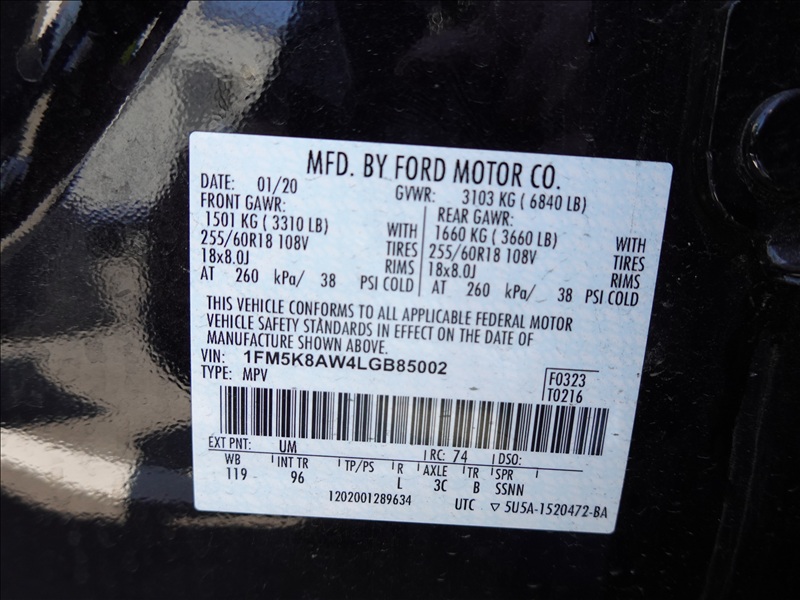 MFD. BY FORD MOTOR CO.
DATE: 01/20 GVWR: 3103 KG ( 6840 LB)
FRONT GAWR: REAR GAWR:
1501 KG ( 3310 LB) WITH 1660 KG ( 3660 LB) WITH
255/60R18 108V TIRES 255/60R18 108V TIRES
18x8.0J RIMS 18x8.0J RIMS
AT 260 kPa/ 38 PSI COLD AT 260 kPa/ 38 PSI COLD
THIS VEHICLE CONFORMS TO ALL APPLICABLE FEDERAL MOTOR
VEHICLE SAFETY STANDARDS IN EFFECT ON THE DATE OF
MANUFACTURE SHOWN ABOVE.
VIN: 1FM5K8AW4LGB85002
TYPE: MPV
F0323
T0216
EXT PNT: UM RC: 74 DSO:
WB INT TR TP/PS R AXLE TR SPR
119 96 L 3C B SSNN
1202001289634 UTC ▽ 5U5A-1520472-BA